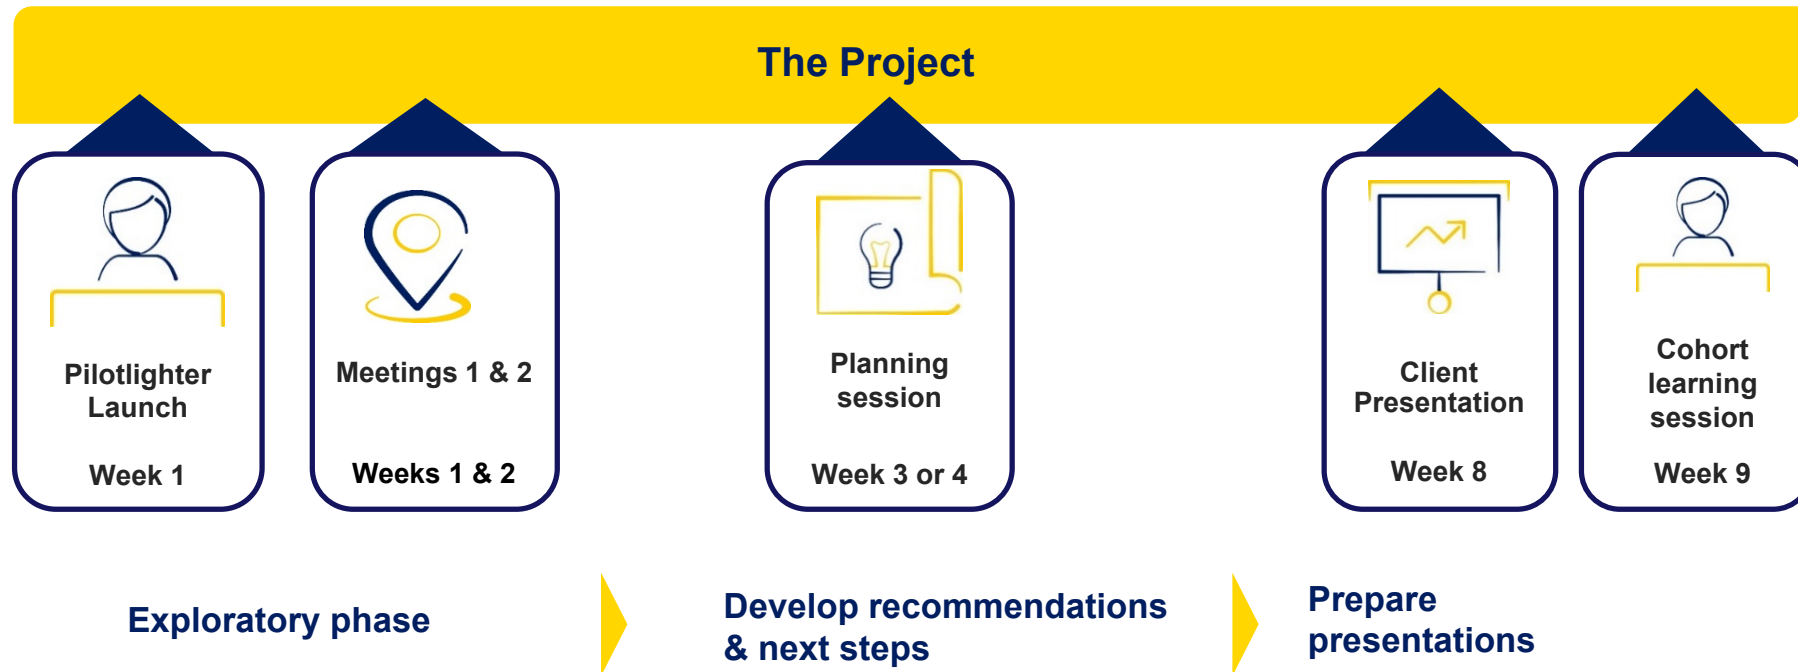 The Project
Pilotlighter
Launch
Week 1
Meetings 1 & 2
Weeks 1 & 2
Planning
session
Week 3 or 4
Client
Presentation
Week 8
Cohort
learning
session
Week 9
Exploratory phase
Develop recommendations
& next steps
Prepare
presentations